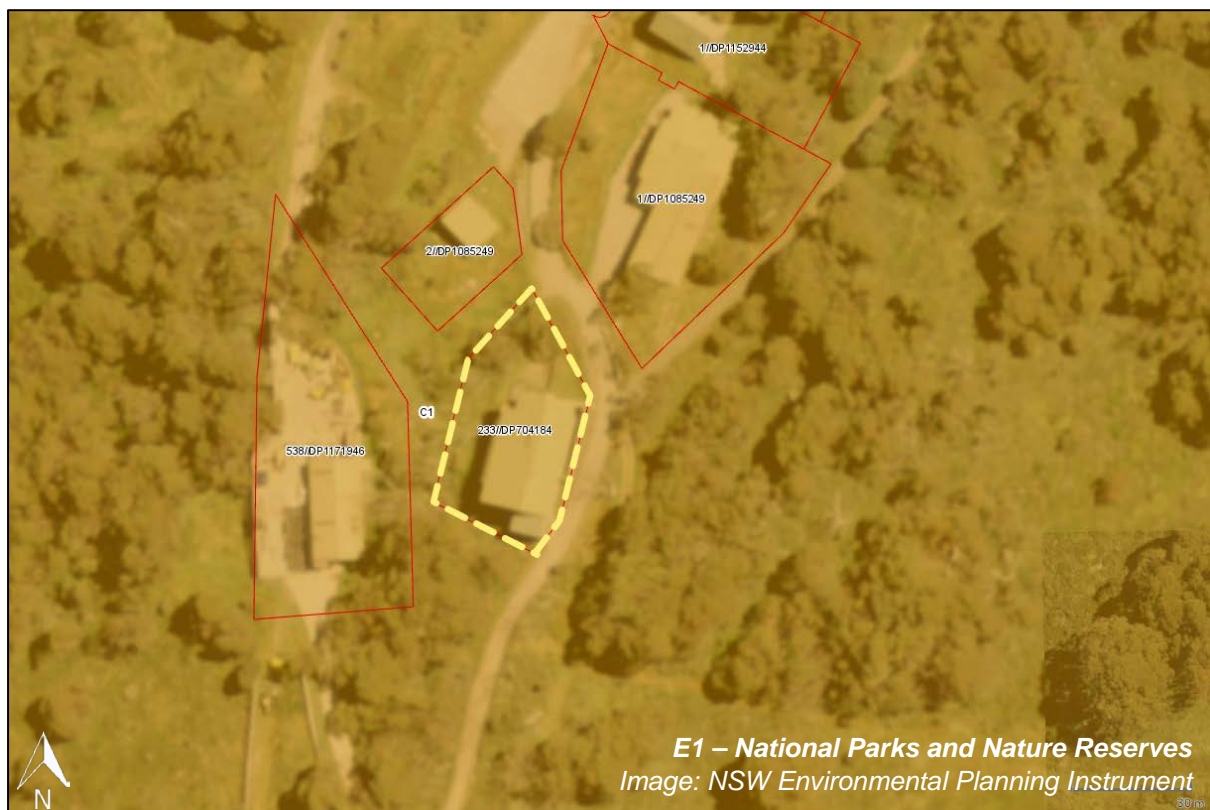 1//DP1152944
1//DP1085249
2//DP1085249
C1
233//DP704184
538//DP1171946
E1 – National Parks and Nature Reserves
Image: NSW Environmental Planning Instrument
N
30 m